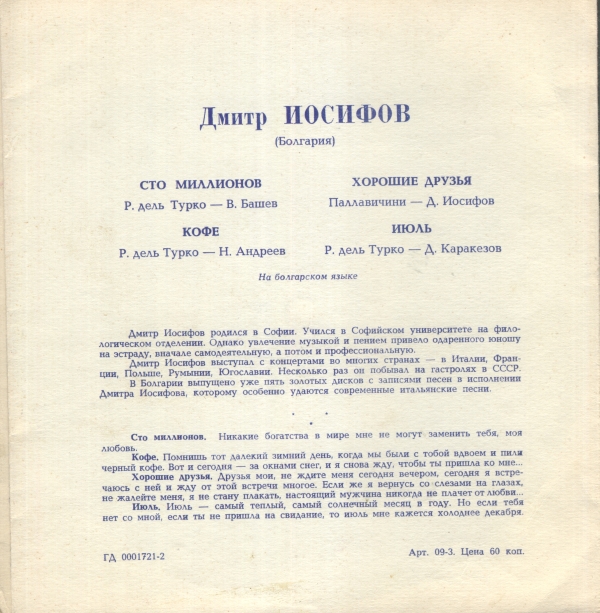 Дмитр ИОСИФОВ
(Болгария)
СТО МИЛЛИОНОВ
Р. дель Турко — В. Башев
КОФЕ
Р. дель Турко — Н. Андреев
ХОРОШИЕ ДРУЗЬЯ
Паллавичини — Д. Иосифов
ИЮЛЬ
Р. дель Турко — Д. Каракезов
На болгарском языке
Дмитр Иосифов родился в Софии. Учился в Софийском университете на фило-
логическом отделении. Однако увлечение музыкой и пением привело одаренного юношу
на эстраду, вначале самодеятельную, а потом и профессиональную.
Дмитр Иосифов выступал с концертами во многих странах — в Италии, Фран-
ции, Польше, Румынии, Югославии. Несколько раз он побывал на гастролях в СССР.
В Болгарии выпущено уже пять золотых дисков с записями песен в исполнении
Дмитра Иосифова, которому особенно удаются современные итальянские песни.
* * *
Сто миллионов. Никакие богатства в мире мне не могут заменить тебя, моя
любовь.
Кофе. Помнишь тот далекий зимний день, когда мы были с тобой вдвоем и пили
черный кофе. Вот и сегодня — за окнами снег, и я снова жду, чтобы ты пришла ко мне...
Хорошие друзья. Друзья мои, не ждите меня сегодня вечером, сегодня я встре-
чаюсь с ней и жду от этой встречи многое. Если же я вернусь со слезами на глазах,
не жалейте меня, я не стану плакать, настоящий мужчина никогда не плачет от любви...
Июль. Июль — самый теплый, самый солнечный месяц в году. Но если тебя
нет со мной, если ты не пришла на свидание, то июль мне кажется холоднее декабря.
ГД 0001721-2
Арт. 09-3. Цена 60 коп.